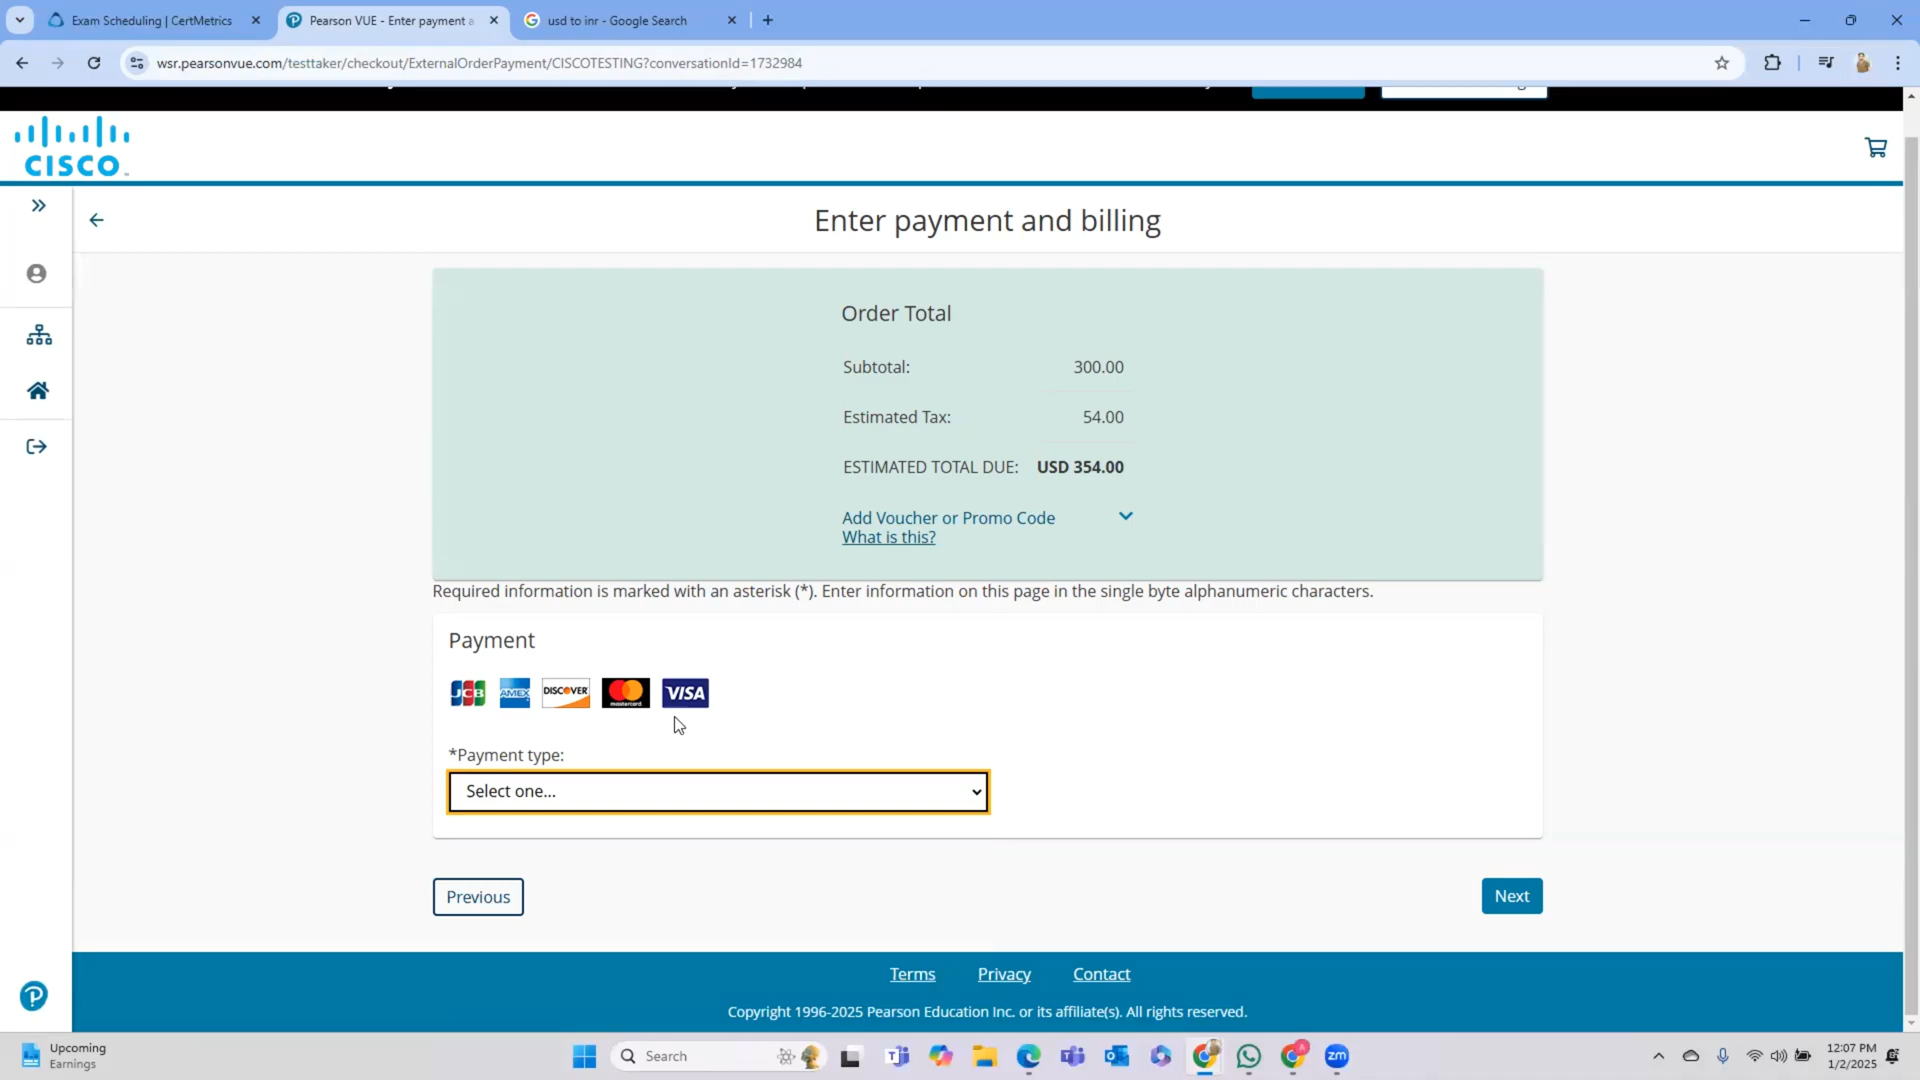 Exam Scheduling | CertMetrics
Pearson VUE - Enter payment a
usd to inr - Google Search
wsr.pearsonvue.com/testtaker/checkout/ExternalOrderPayment/CISCOTESTING?conversationId=1732984
CISCO
Enter payment and billing
Order Total
Subtotal: 300.00
Estimated Tax: 54.00
ESTIMATED TOTAL DUE: USD 354.00
Add Voucher or Promo Code
What is this?
Required information is marked with an asterisk (*). Enter information on this page in the single byte alphanumeric characters.
Payment
JCB AMEX DISCOVER mastercard VISA
*Payment type:
Select one...
Previous
Next
Terms Privacy Contact
Copyright 1996-2025 Pearson Education Inc. or its affiliate(s). All rights reserved.
Upcoming
Earnings
Search
zm
12:07 PM
1/2/2025